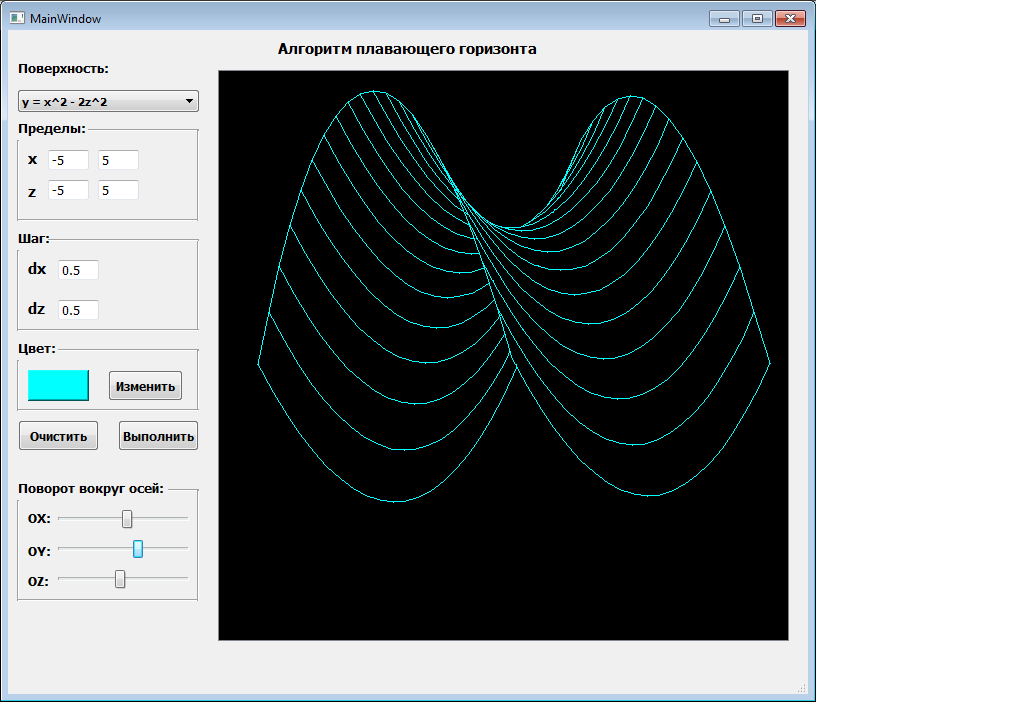 MainWindow
Алгоритм плавающего горизонта
Поверхность:
y = x^2 - 2z^2
Пределы:
x -5 5
z -5 5
Шаг:
dx 0.5
dz 0.5
Цвет:
Изменить
Очистить Выполнить
Поворот вокруг осей:
OX:
OY:
OZ: